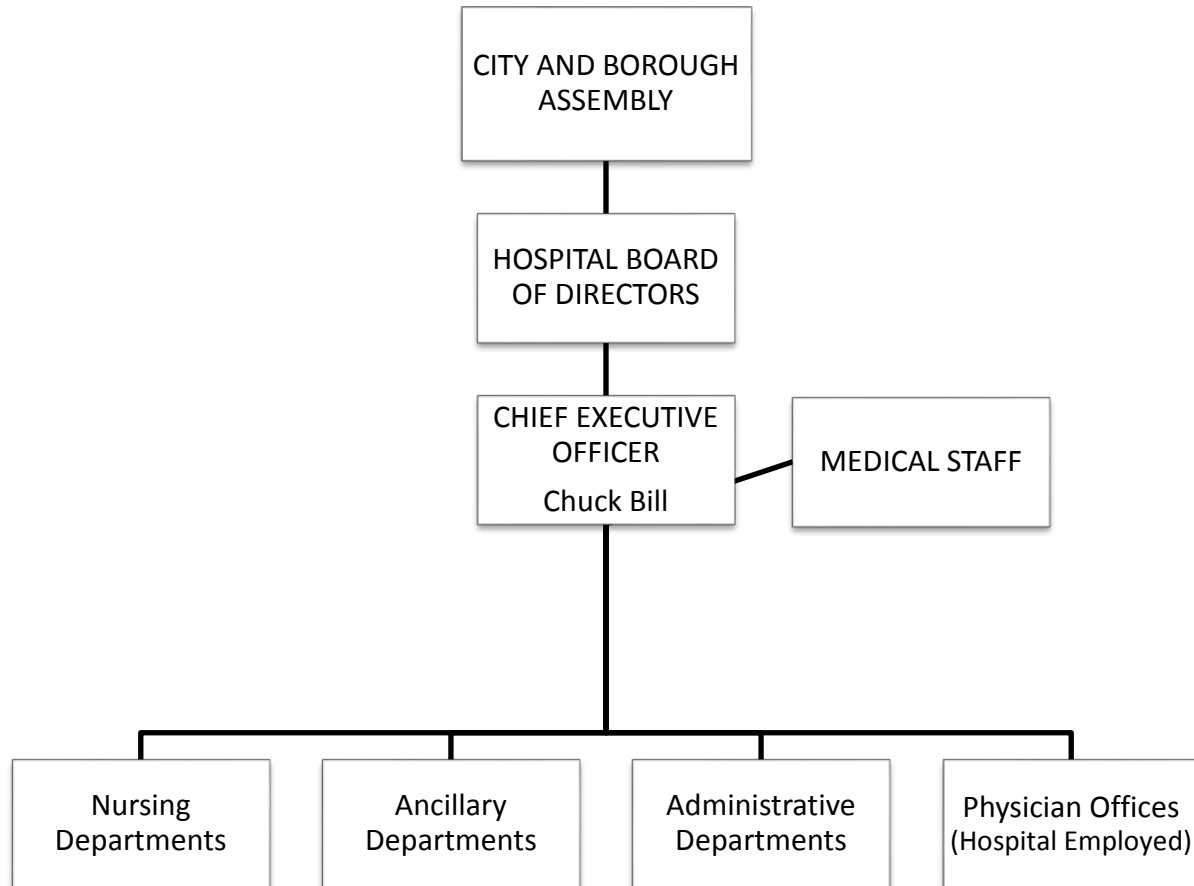 CITY AND BOROUGH
ASSEMBLY
HOSPITAL BOARD
OF DIRECTORS
CHIEF EXECUTIVE
OFFICER
Chuck Bill
MEDICAL STAFF
Nursing
Departments
Ancillary
Departments
Administrative
Departments
Physician Offices
(Hospital Employed)